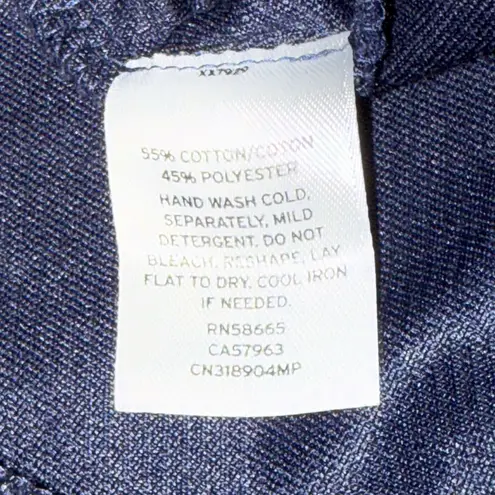 55% COTTON/COTON
45% POLYESTER
HAND WASH COLD,
SEPARATELY, MILD
DETERGENT. DO NOT
BLEACH, RESHAPE, LAY
FLAT TO DRY, COOL IRON
IF NEEDED.
RN58665
CA57963
CN318904MP